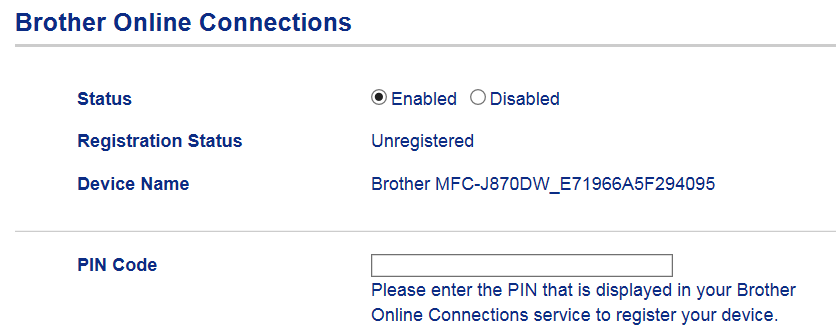 Brother Online Connections
Status Enabled Disabled
Registration Status Unregistered
Device Name Brother MFC-J870DW_E71966A5F294095
PIN Code
Please enter the PIN that is displayed in your Brother
Online Connections service to register your device.